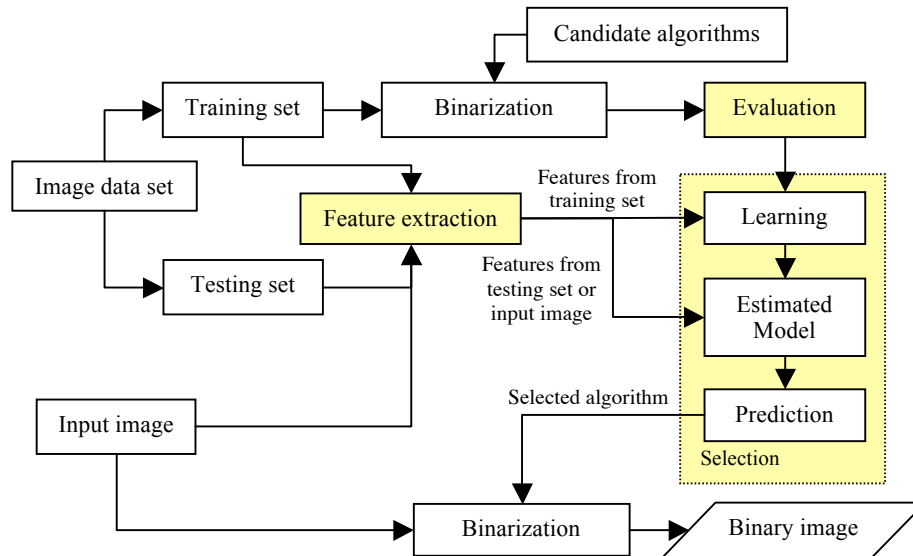 Candidate algorithms
Training set
Binarization
Evaluation
Image data set
Feature extraction
Features from
training set
Learning
Testing set
Features from
testing set or
input image
Estimated
Model
Selected algorithm
Prediction
Input image
Selection
Binarization
Binary image